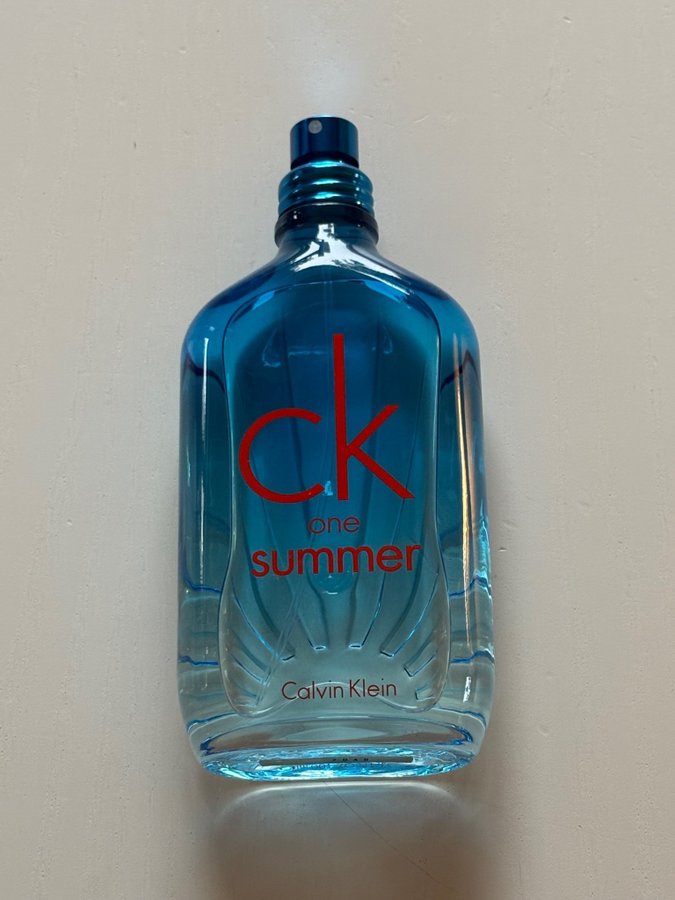 ck
one
summer
Calvin Klein